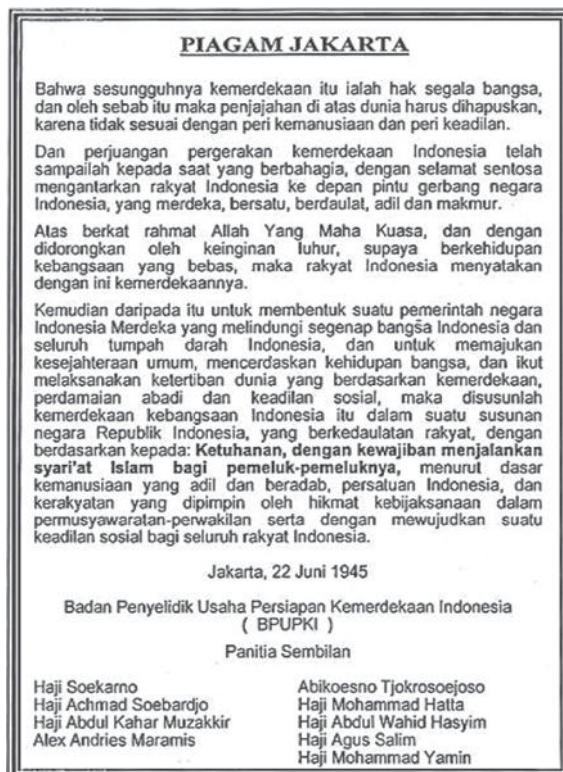 PIAGAM JAKARTA
Bahwa sesungguhnya kemerdekaan itu ialah hak segala bangsa,
dan oleh sebab itu maka penjajahan di atas dunia harus dihapuskan,
karena tidak sesuai dengan peri kemanusiaan dan peri keadilan.
Dan perjuangan pergerakan kemerdekaan Indonesia telah
sampailah kepada saat yang berbahagia, dengan selamat sentosa
mengantarkan rakyat Indonesia ke depan pintu gerbang negara
Indonesia, yang merdeka, bersatu, berdaulat, adil dan makmur.
Atas berkat rahmat Allah Yang Maha Kuasa, dan dengan
didorongkan oleh keinginan luhur, supaya berkehidupan
kebangsaan yang bebas, maka rakyat Indonesia menyatakan
dengan ini kemerdekaannya.
Kemudian daripada itu untuk membentuk suatu pemerintah negara
Indonesia Merdeka yang melindungi segenap bangsa Indonesia dan
seluruh tumpah darah Indonesia, dan untuk memajukan
kesejahteraan umum, mencerdaskan kehidupan bangsa, dan ikut
melaksanakan ketertiban dunia yang berdasarkan kemerdekaan,
perdamaian abadi dan keadilan sosial, maka disusunlah
kemerdekaan kebangsaan Indonesia itu dalam suatu susunan
negara Republik Indonesia, yang berkedaulatan rakyat, dengan
berdasarkan kepada: Ketuhanan, dengan kewajiban menjalankan
syari'at Islam bagi pemeluk-pemeluknya, menurut dasar
kemanusiaan yang adil dan beradab, persatuan Indonesia, dan
kerakyatan yang dipimpin oleh hikmat kebijaksanaan dalam
permusyawaratan-perwakilan serta dengan mewujudkan suatu
keadilan sosial bagi seluruh rakyat Indonesia.
Jakarta, 22 Juni 1945
Badan Penyelidik Usaha Persiapan Kemerdekaan Indonesia
( BPUPKI )
Panitia Sembilan
Haji Soekarno
Haji Achmad Soebardjo
Haji Abdul Kahar Muzakkir
Alex Andries Maramis
Abikoesno Tjokrosoejoso
Haji Mohammad Hatta
Haji Abdul Wahid Hasyim
Haji Agus Salim
Haji Mohammad Yamin